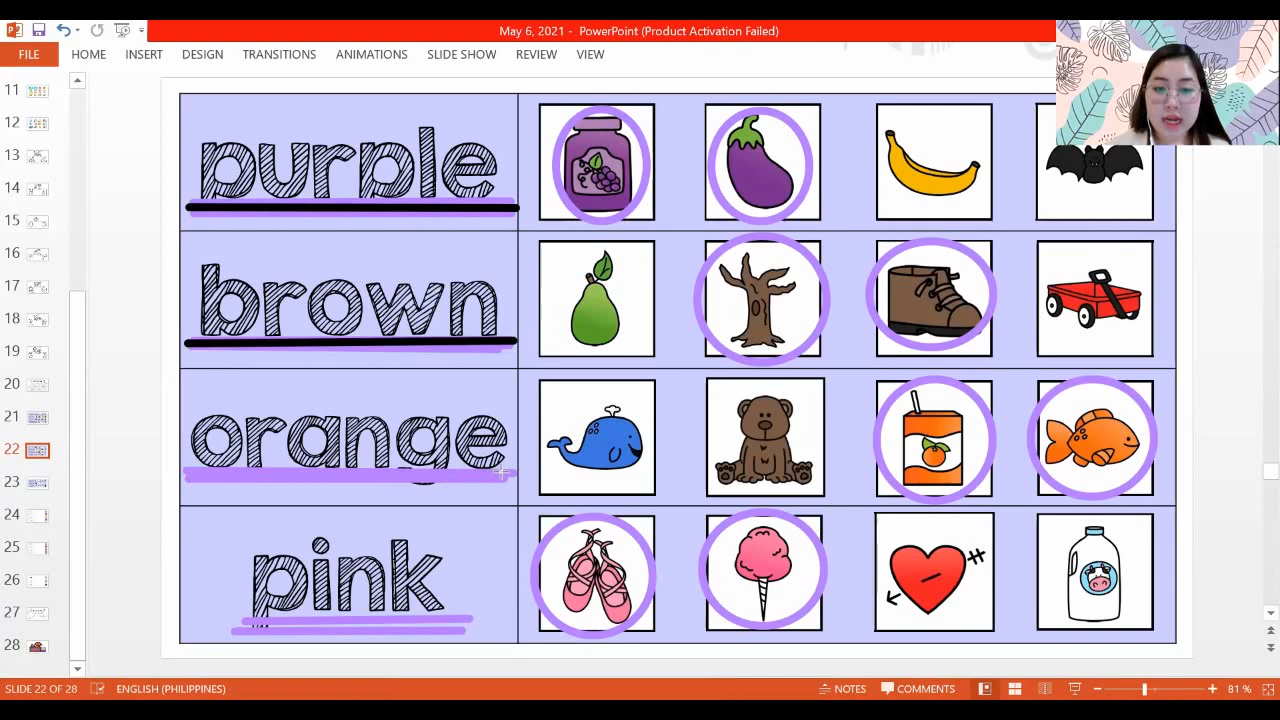 May 6, 2021 - PowerPoint (Product Activation Failed)
FILE HOME INSERT DESIGN TRANSITIONS ANIMATIONS SLIDE SHOW REVIEW VIEW
11
12
13
14
15
16
17
18
19
20
21
22
23
24
25
26
27
28
purple
brown
orange
pink
SLIDE 22 OF 28 ENGLISH (PHILIPPINES) NOTES COMMENTS 81 %